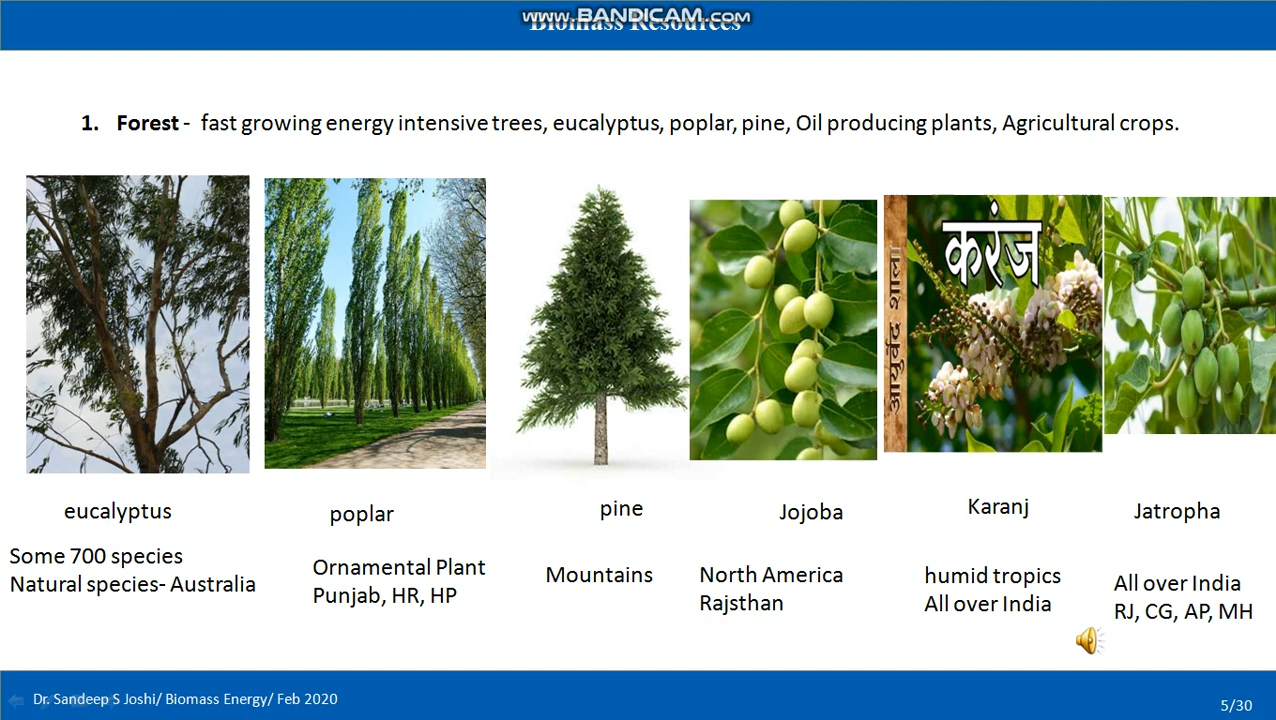 www.BANDICAM.com
Biomass Resources
1. Forest - fast growing energy intensive trees, eucalyptus, poplar, pine, Oil producing plants, Agricultural crops.
करंज
आयुर्वेद शाला
eucalyptus
poplar
pine
Jojoba
Karanj
Jatropha
Some 700 species
Natural species- Australia
Ornamental Plant
Punjab, HR, HP
Mountains
North America
Rajsthan
humid tropics
All over India
All over India
RJ, CG, AP, MH
Dr. Sandeep S Joshi/ Biomass Energy/ Feb 2020
5/30